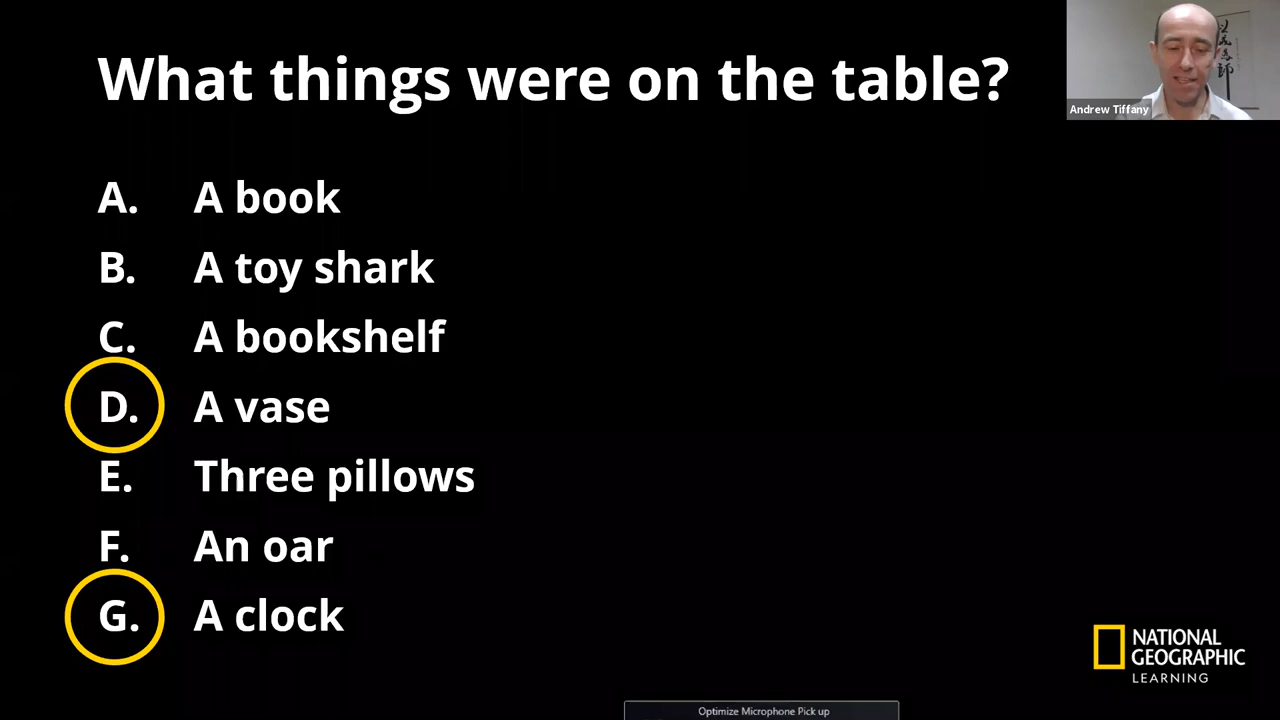 What things were on the table?
Andrew Tiffany
A. A book
B. A toy shark
C. A bookshelf
D. A vase
E. Three pillows
F. An oar
G. A clock
NATIONAL
GEOGRAPHIC
LEARNING
Optimize Microphone Pick up